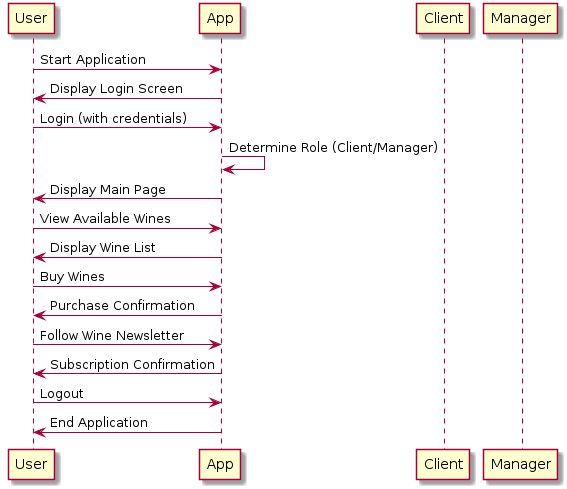 User
App
Client
Manager
Start Application
Display Login Screen
Login (with credentials)
Determine Role (Client/Manager)
Display Main Page
View Available Wines
Display Wine List
Buy Wines
Purchase Confirmation
Follow Wine Newsletter
Subscription Confirmation
Logout
End Application
User
App
Client
Manager